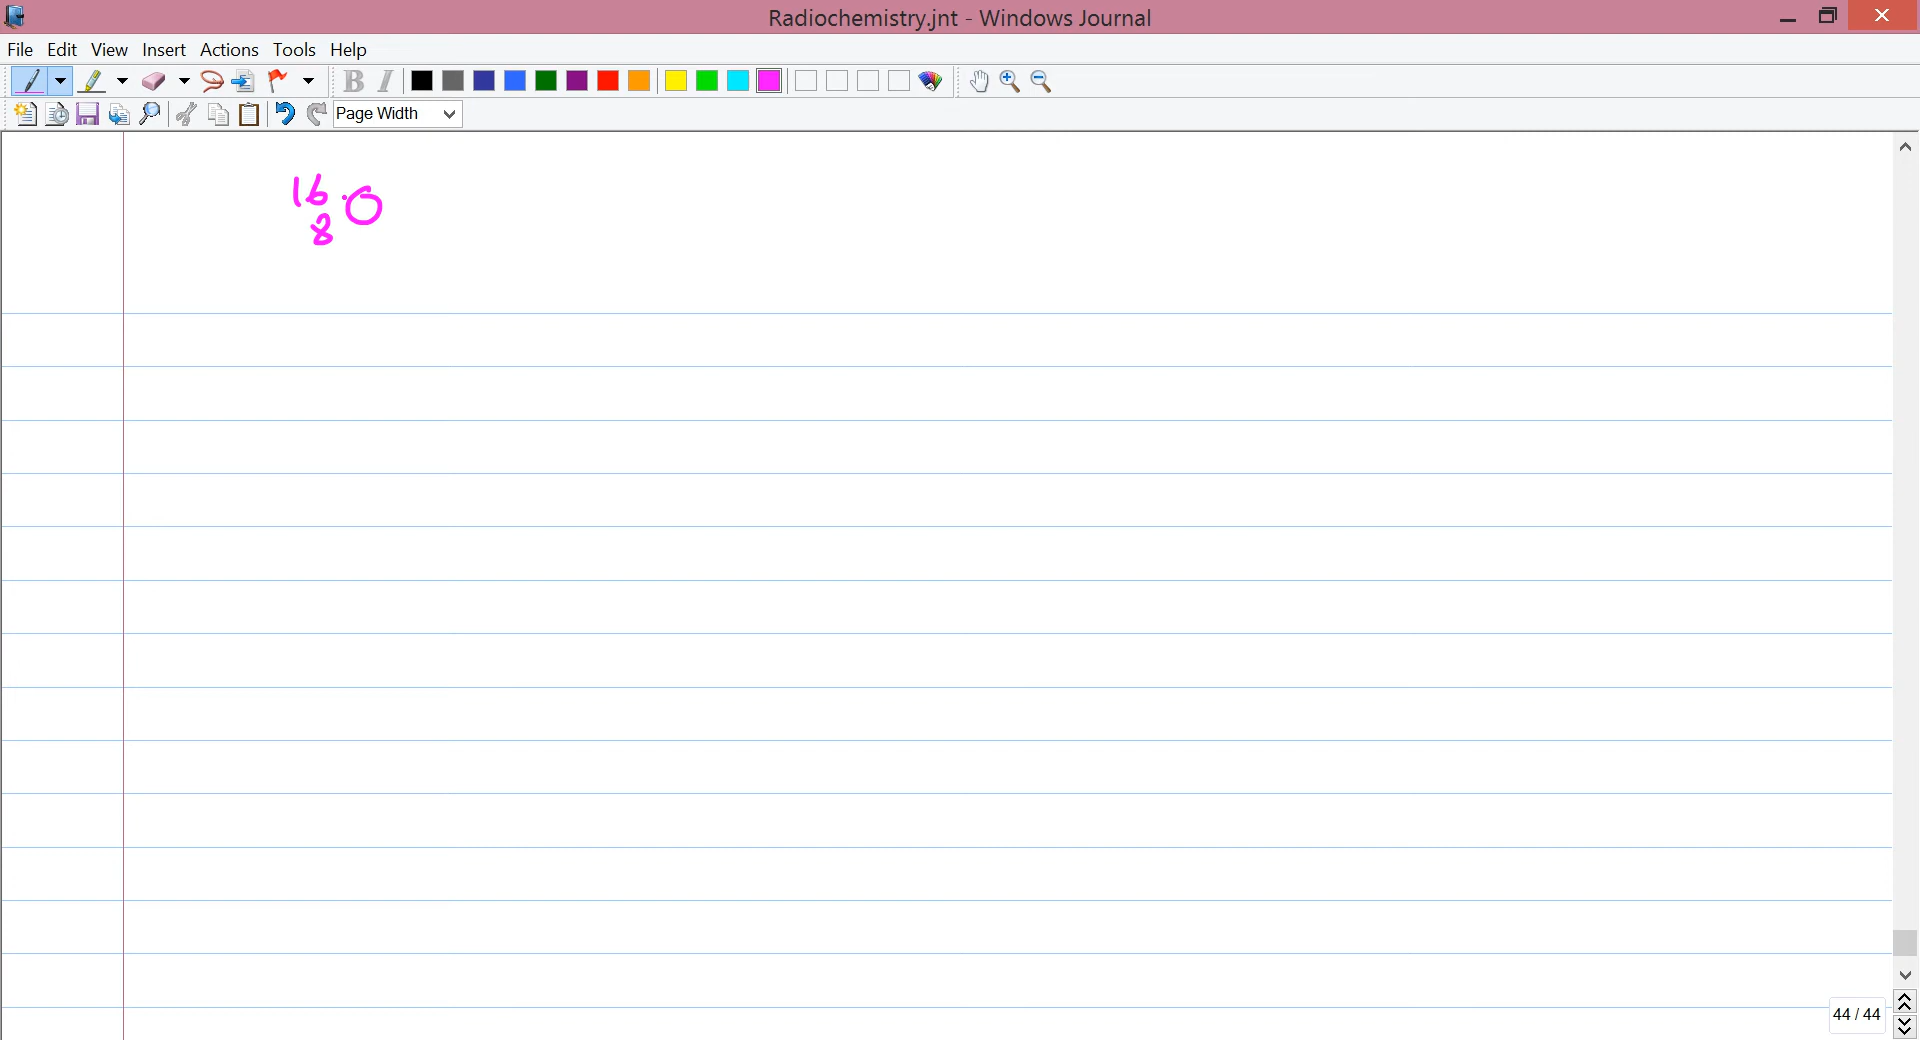 Radiochemistry.jnt - Windows Journal
File Edit View Insert Actions Tools Help
B I
Page Width
16
O
8
44 / 44